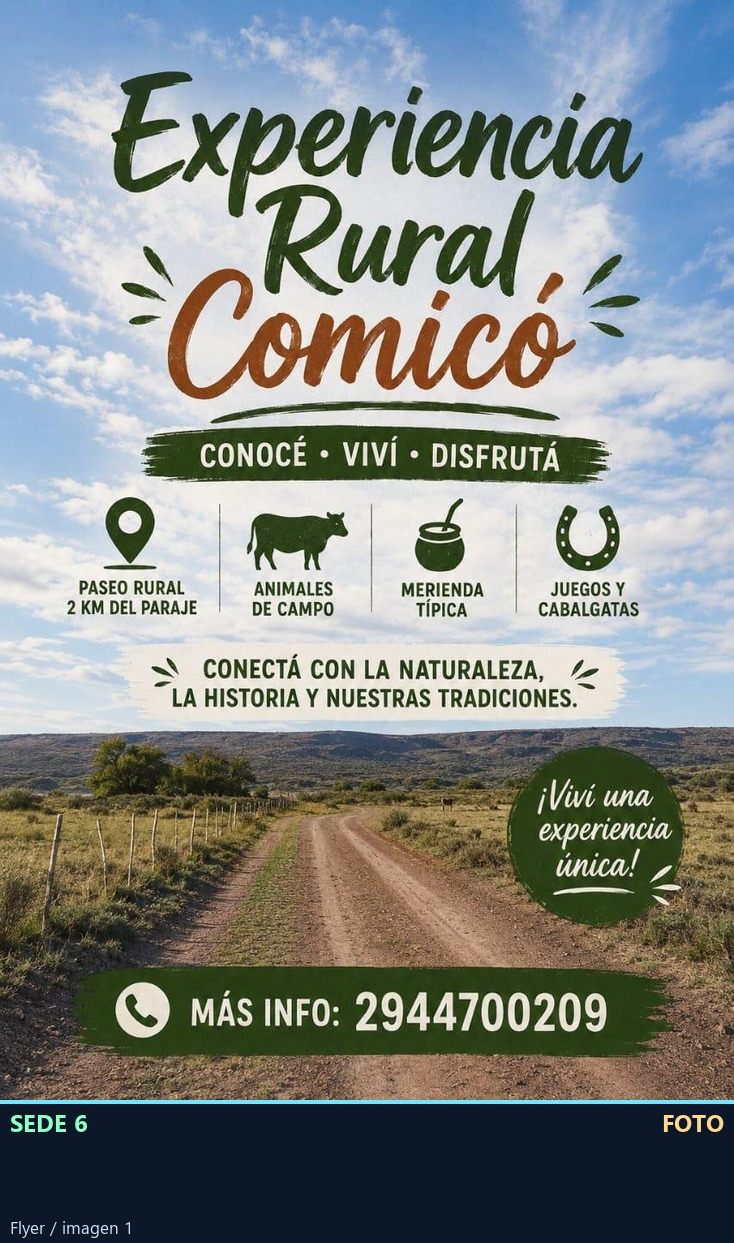 Experiencia
Rural
Comicó
CONOCÉ • VIVÍ • DISFRUTÁ
PASEO RURAL
2 KM DEL PARAJE
ANIMALES
DE CAMPO
MERIENDA
TÍPICA
JUEGOS Y
CABALGATAS
CONECTÁ CON LA NATURALEZA,
LA HISTORIA Y NUESTRAS TRADICIONES.
¡Viví una
experiencia
única!
MÁS INFO: 2944700209
SEDE 6
FOTO
Flyer / imagen 1